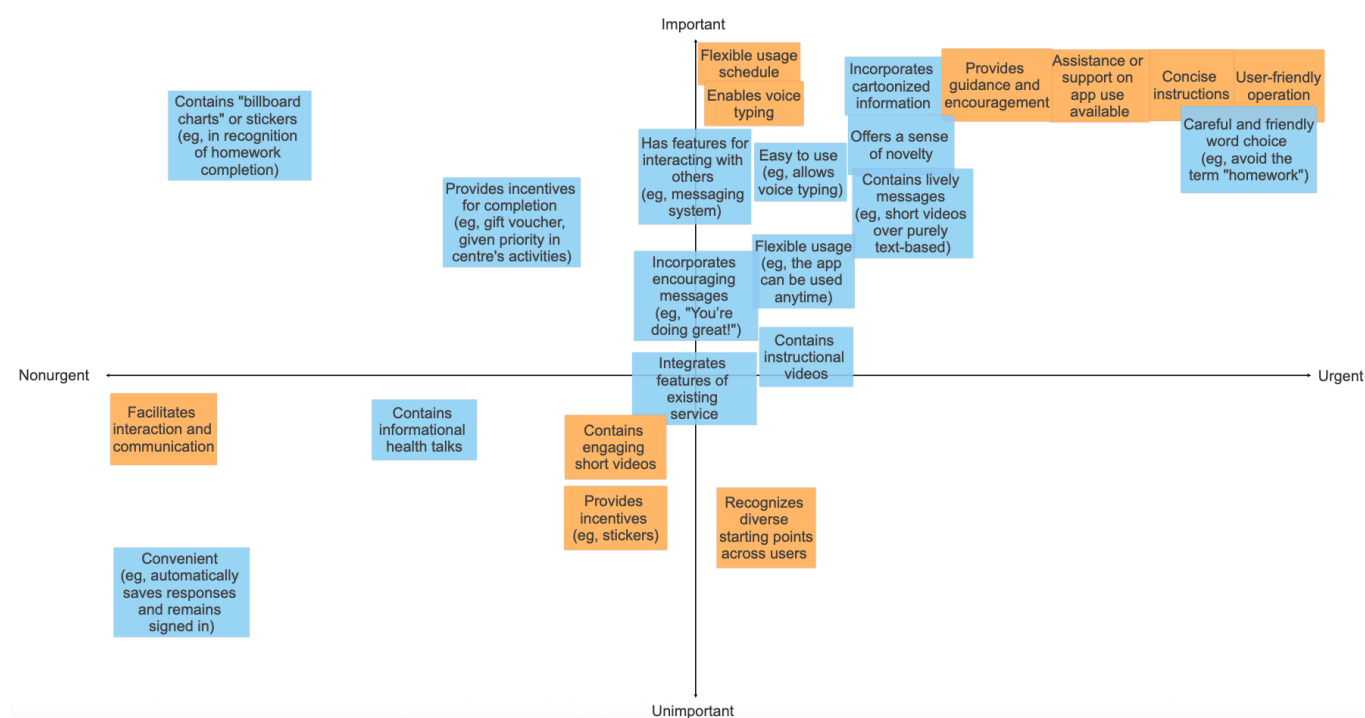 Important
Flexible usage
schedule
Enables voice
typing
Incorporates
cartoonized
information
Provides
guidance and
encouragement
Assistance or
support on
app use
available
Concise
instructions
User-friendly
operation
Contains "billboard
charts" or stickers
(eg, in recognition
of homework
completion)
Careful and friendly
word choice
(eg, avoid the
term "homework")
Has features for
interacting with
others
(eg, messaging
system)
Easy to use
(eg, allows
voice typing)
Offers a sense
of novelty
Provides incentives
for completion
(eg, gift voucher,
given priority in
centre's activities)
Contains lively
messages
(eg, short videos
over purely
text-based)
Incorporates
encouraging
messages
(eg, "You're
doing great!")
Flexible usage
(eg, the app
can be used
anytime)
Contains
instructional
videos
Nonurgent
Integrates
features of
existing
service
Urgent
Facilitates
interaction and
communication
Contains
informational
health talks
Contains
engaging
short videos
Provides
incentives
(eg, stickers)
Recognizes
diverse
starting points
across users
Convenient
(eg, automatically
saves responses
and remains
signed in)
Unimportant